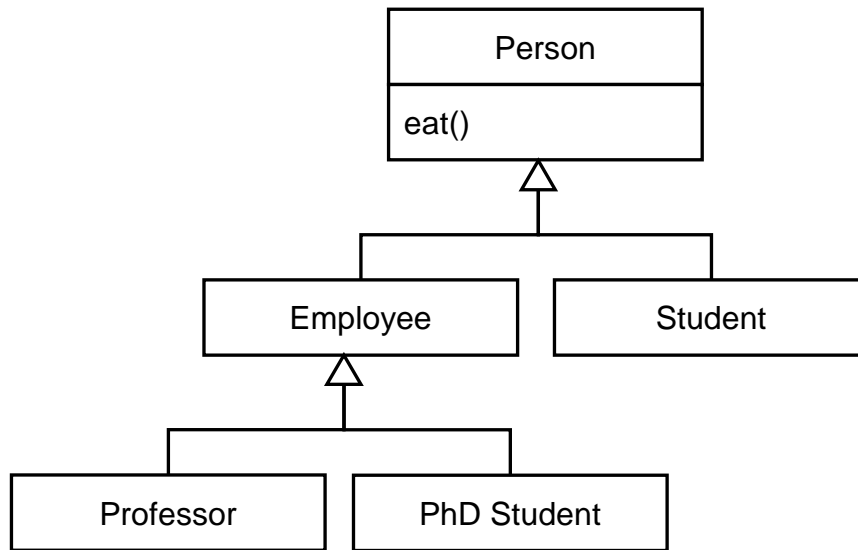 Person
eat()
Employee
Student
Professor
PhD Student